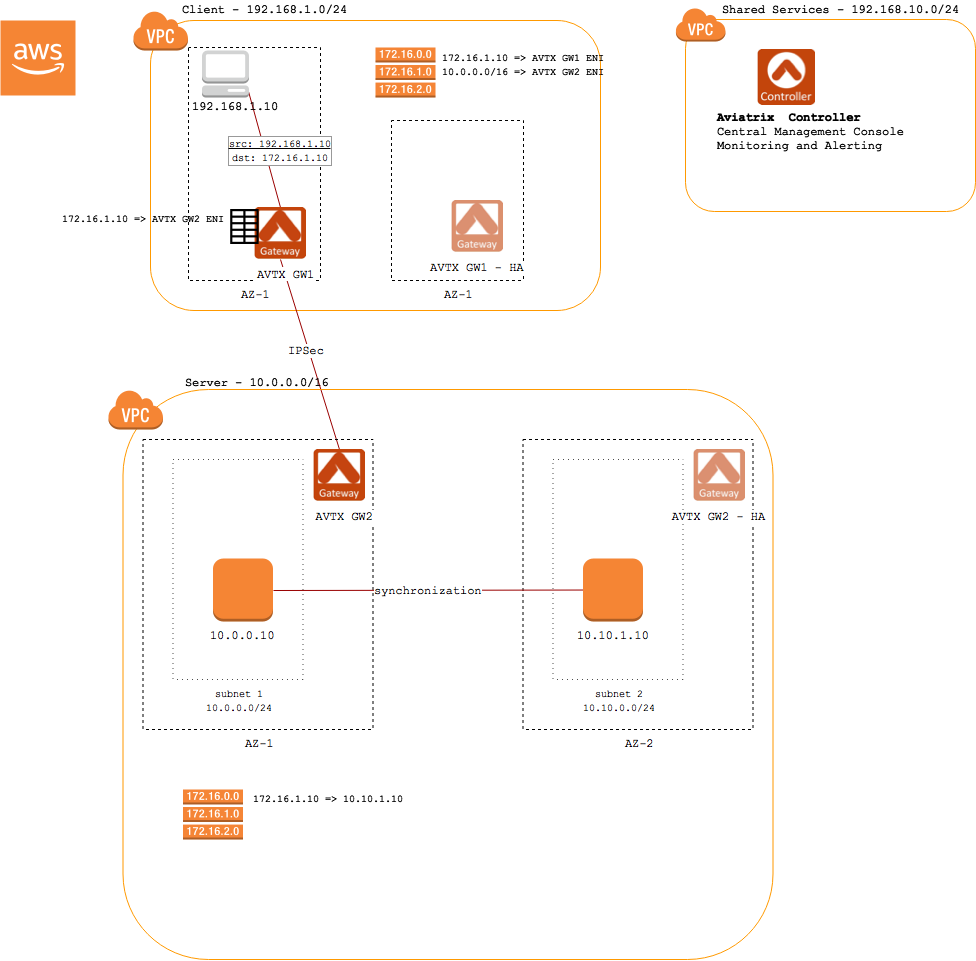 aws
Client - 192.168.1.0/24
VPC
192.168.1.10
src: 192.168.1.10
dst: 172.16.1.10
172.16.0.0
172.16.1.0
172.16.2.0
172.16.1.10 => AVTX GW1 ENI
10.0.0.0/16 => AVTX GW2 ENI
172.16.1.10 => AVTX GW2 ENI
Gateway
AVTX GW1
AZ-1
Gateway
AVTX GW1 - HA
AZ-1
Shared Services - 192.168.10.0/24
VPC
Controller
Aviatrix Controller
Central Management Console
Monitoring and Alerting
IPSec
Server - 10.0.0.0/16
VPC
Gateway
AVTX GW2
10.0.0.10
subnet 1
10.0.0.0/24
AZ-1
synchronization
Gateway
AVTX GW2 - HA
10.10.1.10
subnet 2
10.10.0.0/24
AZ-2
172.16.0.0
172.16.1.0
172.16.2.0
172.16.1.10 => 10.10.1.10